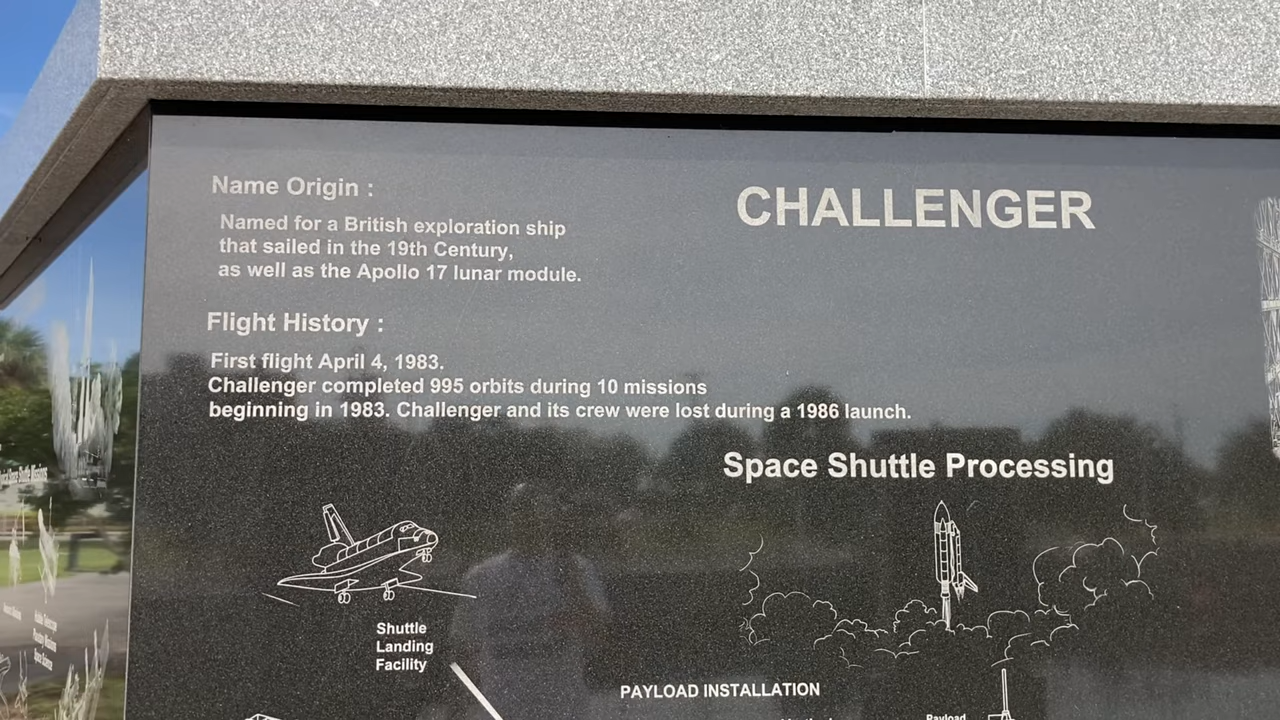 Name Origin :
Named for a British exploration ship
that sailed in the 19th Century,
as well as the Apollo 17 lunar module.
CHALLENGER
Flight History :
First flight April 4, 1983.
Challenger completed 995 orbits during 10 missions
beginning in 1983. Challenger and its crew were lost during a 1986 launch.
Space Shuttle Processing
Shuttle
Landing
Facility
PAYLOAD INSTALLATION
Payload